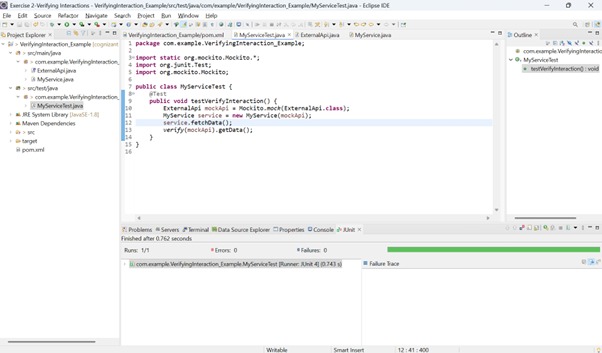 Exercise 2-Verifying Interactions - src/test/java/com/example/VerifyingInteraction_Example/MyServiceTest.java - Eclipse IDE
File Edit Source Refactor Navigate Search Project Run Window Help
Project Explorer
VerifyingInteraction_Example [cognizant
src/main/java
com.example.VerifyingInteraction_
ExternalApi.java
MyService.java
src/test/java
com.example.VerifyingInteraction_
MyServiceTest.java
JRE System Library [JavaSE-1.8]
Maven Dependencies
src
target
pom.xml
VerifyingInteraction_Example/pom.xml MyServiceTest.java ExternalApi.java MyService.java
1 package com.example.VerifyingInteraction_Example;
2
3 import static org.mockito.Mockito.*;
4 import org.junit.Test;
5 import org.mockito.Mockito;
6
7 public class MyServiceTest {
8 @Test
9 public void testVerifyInteraction() {
10 ExternalApi mockApi = Mockito.mock(ExternalApi.class);
11 MyService service = new MyService(mockApi);
12 service.fetchData();
13 verify(mockApi).getData();
14 }
15 }
16
Outline
com.example.VerifyingInteraction_
MyServiceTest
testVerifyInteraction() : void
Problems Servers Terminal Data Source Explorer Properties Console JUnit
Finished after 0.762 seconds
Runs: 1/1 Errors: 0 Failures: 0
com.example.VerifyingInteraction_Example.MyServiceTest [Runner: JUnit 4] (0.743 s)
Failure Trace
Writable Smart Insert 12 : 41 : 400